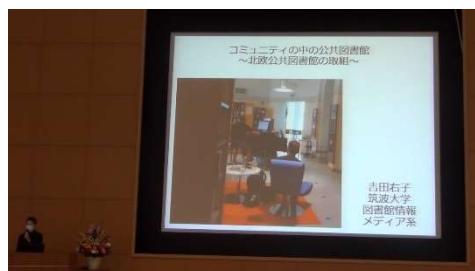 コミュニティの中の公共図書館
～北欧公共図書館の取組～
吉田右子
筑波大学
図書館情報
メディア系